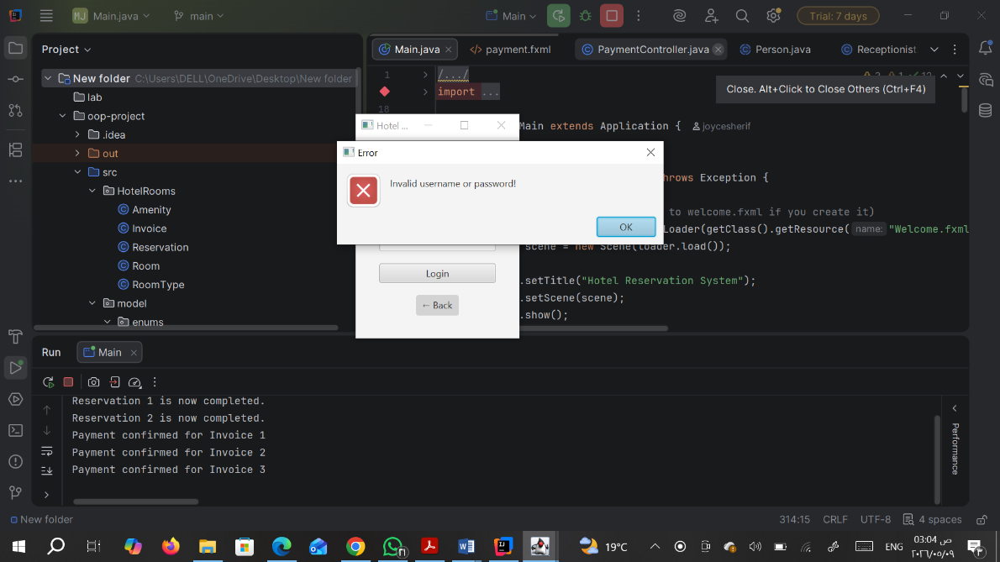 MJ Main.java main Main Trial: 7 days
Project
Main.java payment.fxml PaymentController.java Person.java Receptionist
New folder C:\Users\DELL\OneDrive\Desktop\New folder
lab
oop-project
.idea
out
src
HotelRooms
Amenity
Invoice
Reservation
Room
RoomType
model
enums
1 /.../
import ...
18
Close. Alt+Click to Close Others (Ctrl+F4)
Main extends Application { joycesherif
hrows Exception {
to welcome.fxml if you create it)
Loader(getClass().getResource( name: "Welcome.fxml
scene = new Scene(loader.load());
.setTitle("Hotel Reservation System");
.setScene(scene);
.show();
Hotel ...
Error
Invalid username or password!
OK
Login
← Back
Run Main
Reservation 1 is now completed.
Reservation 2 is now completed.
Payment confirmed for Invoice 1
Payment confirmed for Invoice 2
Payment confirmed for Invoice 3
Performance
New folder 314:15 CRLF UTF-8 4 spaces
19°C ENG 03:04 ص
٢٠٢٦/٠٥/٠٩
٢١
3